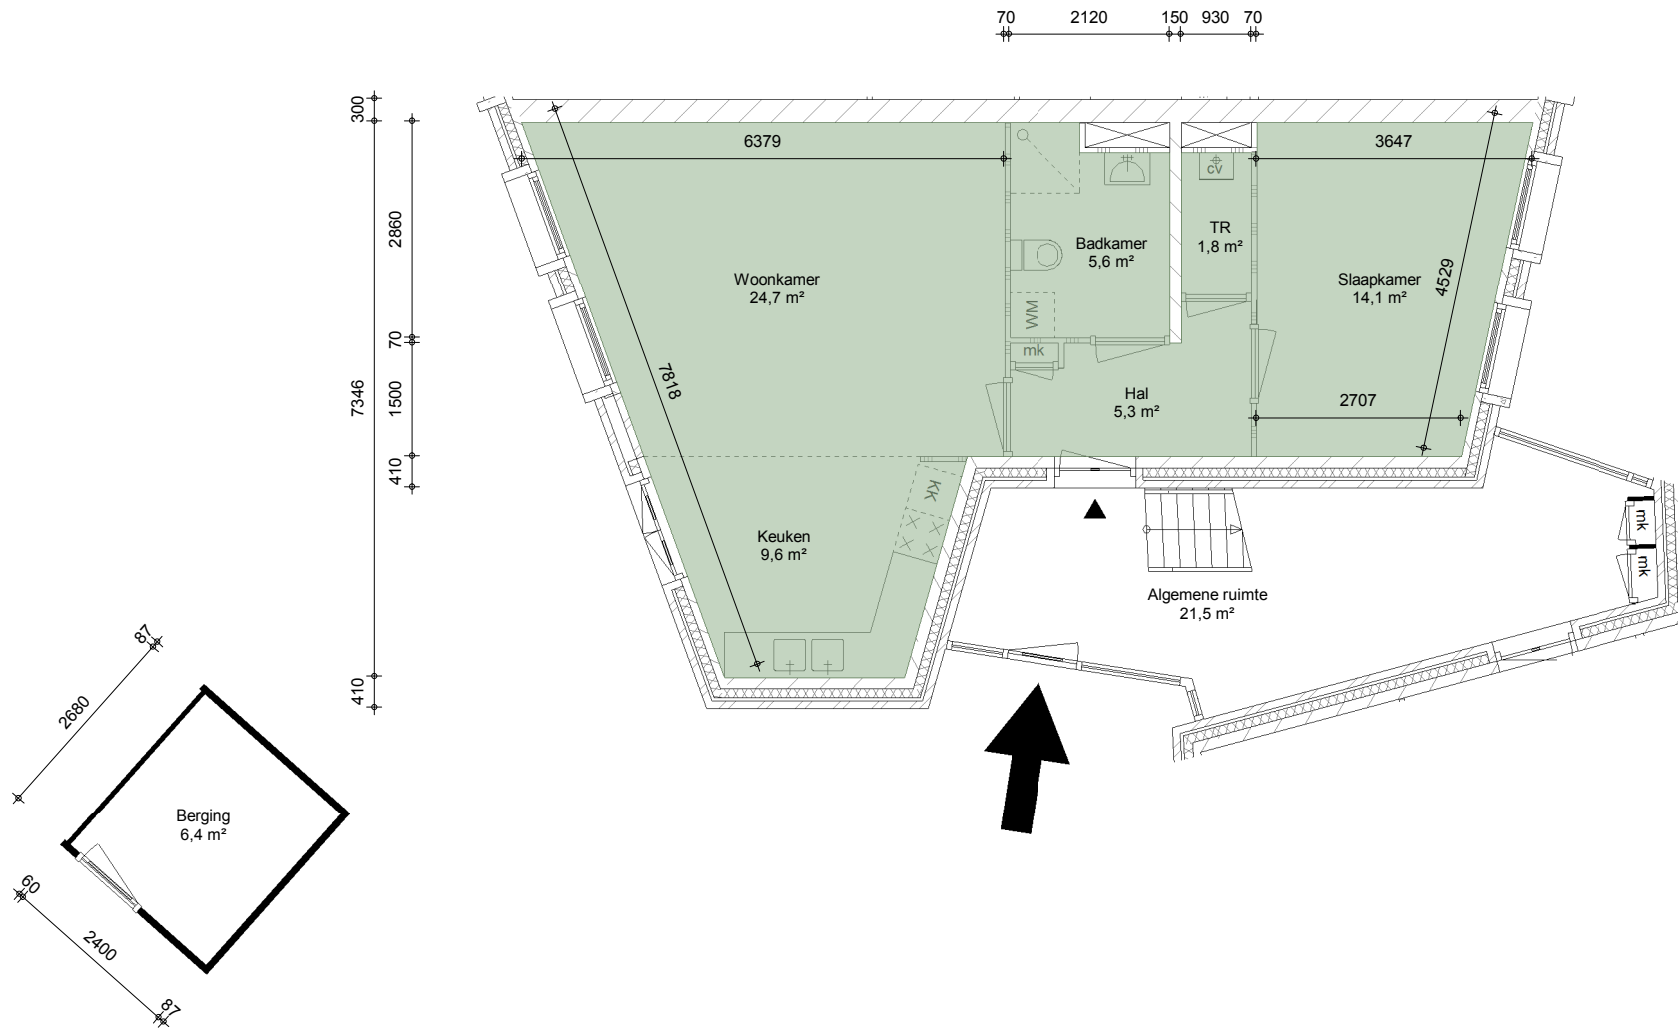 70 2120 150 930 70
300
6379
3647
2860
Badkamer
5,6 m²
TR
1,8 m²
cv
Woonkamer
24,7 m²
Slaapkamer
14,1 m²
4529
WM
70
mk
7346
1500
7818
Hal
5,3 m²
2707
410
KK
Keuken
9,6 m²
mk
mk
Algemene ruimte
21,5 m²
410
87
2680
Berging
6,4 m²
60
2400
87